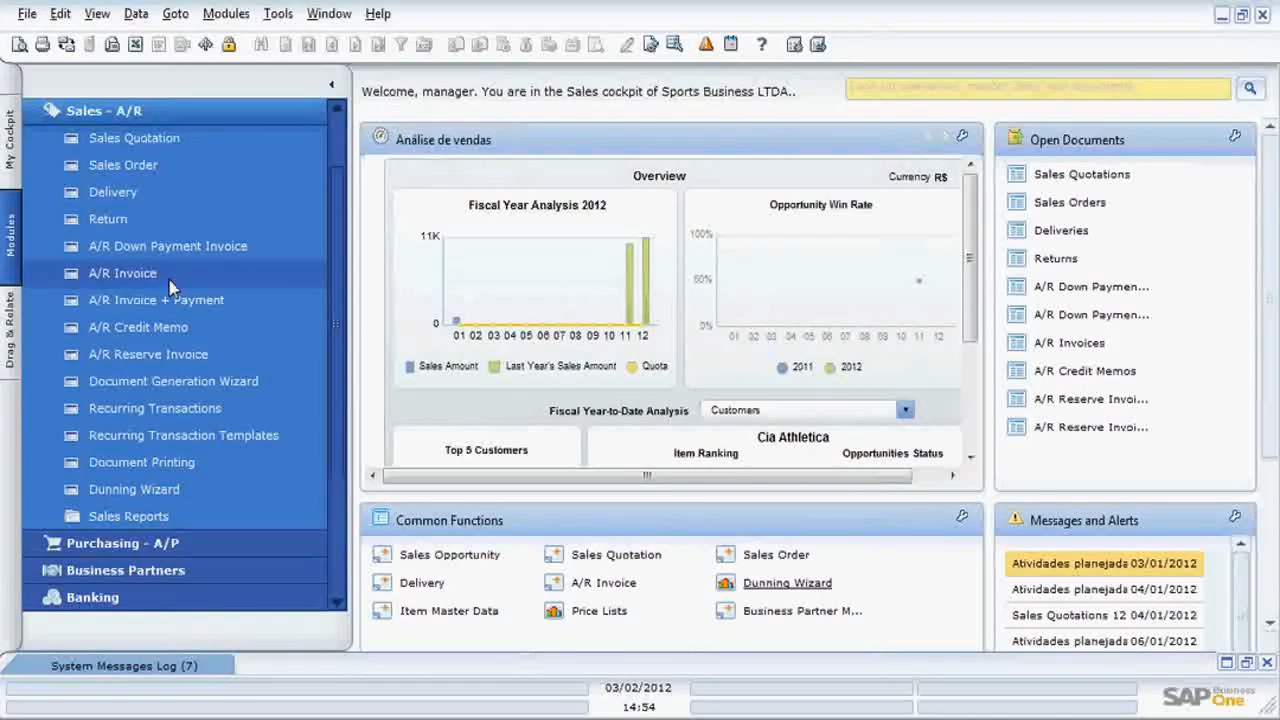 File Edit View Data Goto Modules Tools Window Help
My Cockpit
Modules
Drag & Relate
Sales - A/R
Sales Quotation
Sales Order
Delivery
Return
A/R Down Payment Invoice
A/R Invoice
A/R Invoice + Payment
A/R Credit Memo
A/R Reserve Invoice
Document Generation Wizard
Recurring Transactions
Recurring Transaction Templates
Document Printing
Dunning Wizard
Sales Reports
Purchasing - A/P
Business Partners
Banking
Welcome, manager. You are in the Sales cockpit of Sports Business LTDA..
Análise de vendas
Overview
Currency R$
Fiscal Year Analysis 2012
11K
0
01 02 03 04 05 06 07 08 09 10 11 12
Sales Amount Last Year's Sales Amount Quota
Opportunity Win Rate
100%
50%
0%
01 02 03 04 05 06 07 08 09 10 11 12
2011 2012
Fiscal Year-to-Date Analysis Customers
Top 5 Customers
Cia Athletica
Item Ranking Opportunities Status
Open Documents
Sales Quotations
Sales Orders
Deliveries
Returns
A/R Down Paymen...
A/R Down Paymen...
A/R Invoices
A/R Credit Memos
A/R Reserve Invoi...
A/R Reserve Invoi...
Common Functions
Sales Opportunity Sales Quotation Sales Order
Delivery A/R Invoice Dunning Wizard
Item Master Data Price Lists Business Partner M...
Messages and Alerts
Atividades planejada 03/01/2012
Atividades planejada 04/01/2012
Sales Quotations 12 04/01/2012
Atividades planejada 06/01/2012
System Messages Log (7)
03/02/2012
14:54
SAP Business One